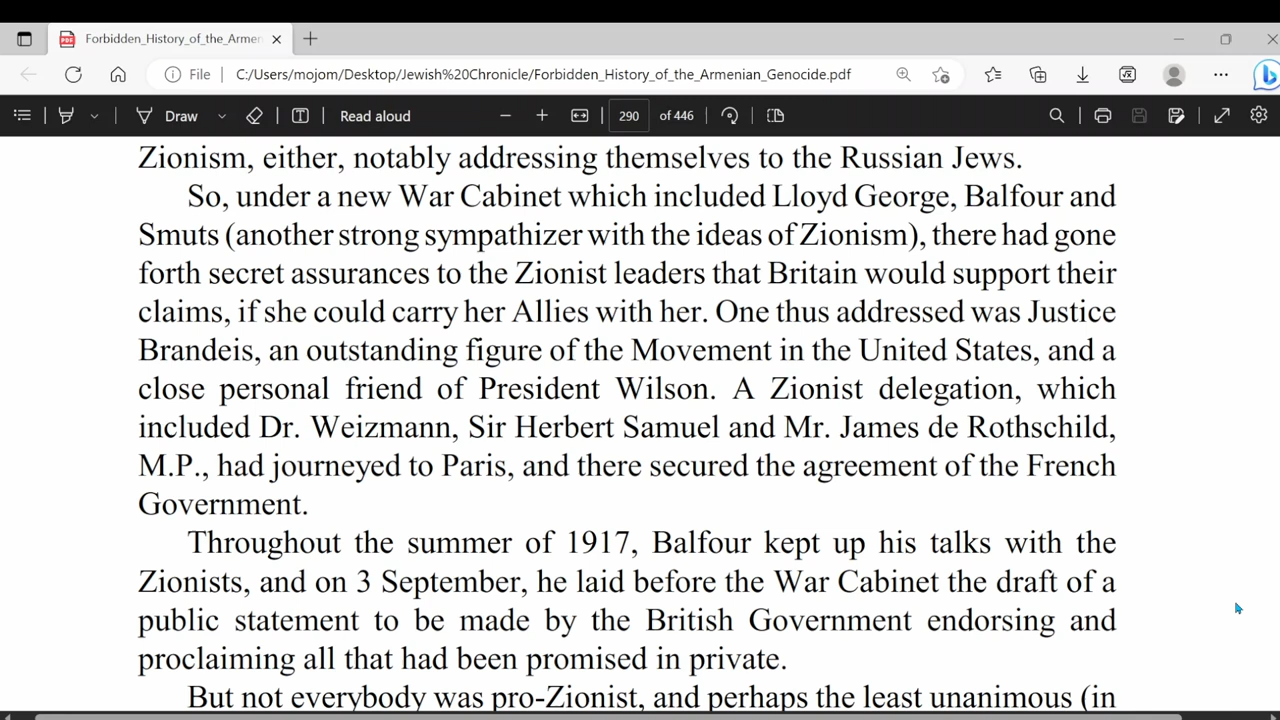 Forbidden_History_of_the_Armen
File C:/Users/mojom/Desktop/Jewish%20Chronicle/Forbidden_History_of_the_Armenian_Genocide.pdf
Draw Read aloud 290 of 446
Zionism, either, notably addressing themselves to the Russian Jews.
So, under a new War Cabinet which included Lloyd George, Balfour and
Smuts (another strong sympathizer with the ideas of Zionism), there had gone
forth secret assurances to the Zionist leaders that Britain would support their
claims, if she could carry her Allies with her. One thus addressed was Justice
Brandeis, an outstanding figure of the Movement in the United States, and a
close personal friend of President Wilson. A Zionist delegation, which
included Dr. Weizmann, Sir Herbert Samuel and Mr. James de Rothschild,
M.P., had journeyed to Paris, and there secured the agreement of the French
Government.
Throughout the summer of 1917, Balfour kept up his talks with the
Zionists, and on 3 September, he laid before the War Cabinet the draft of a
public statement to be made by the British Government endorsing and
proclaiming all that had been promised in private.
But not everybody was pro-Zionist, and perhaps the least unanimous (in